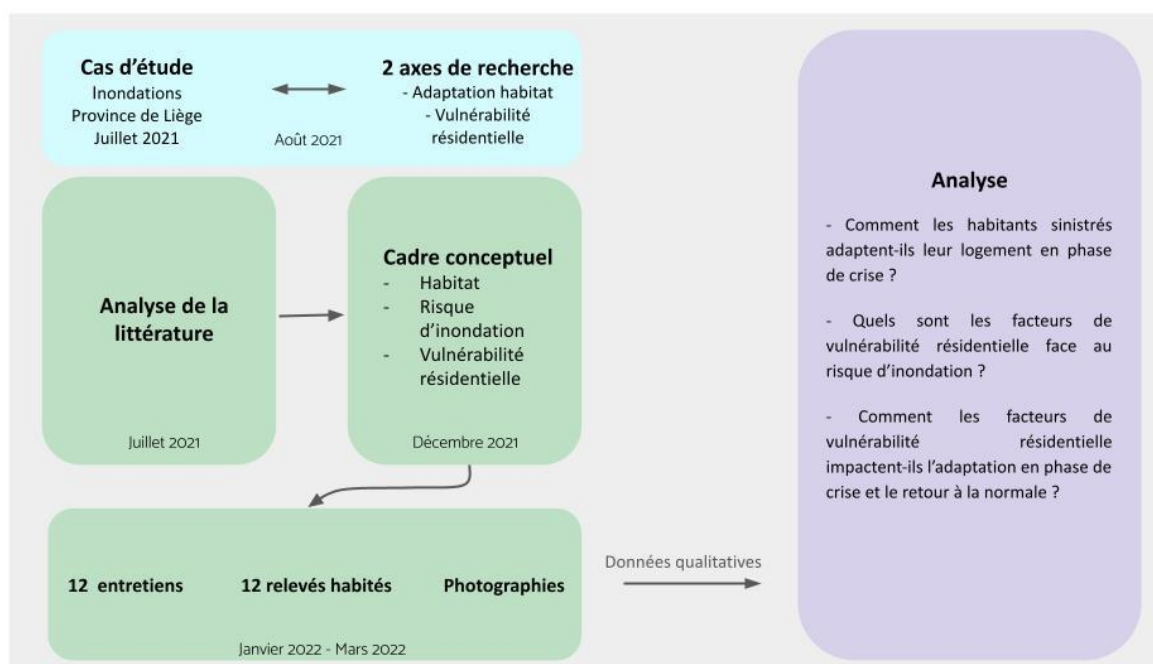 Cas d'étude
Inondations
Province de Liège
Juillet 2021
Août 2021
2 axes de recherche
- Adaptation habitat
- Vulnérabilité
résidentielle
Analyse de la
littérature
Juillet 2021
Cadre conceptuel
- Habitat
- Risque
d'inondation
- Vulnérabilité
résidentielle
Décembre 2021
12 entretiens
12 relevés habités
Photographies
Janvier 2022 - Mars 2022
Données qualitatives
Analyse
- Comment les habitants sinistrés
adaptent-ils leur logement en phase
de crise ?
- Quels sont les facteurs de
vulnérabilité résidentielle face au
risque d'inondation ?
- Comment les facteurs de
vulnérabilité résidentielle
impactent-ils l'adaptation en phase de
crise et le retour à la normale ?